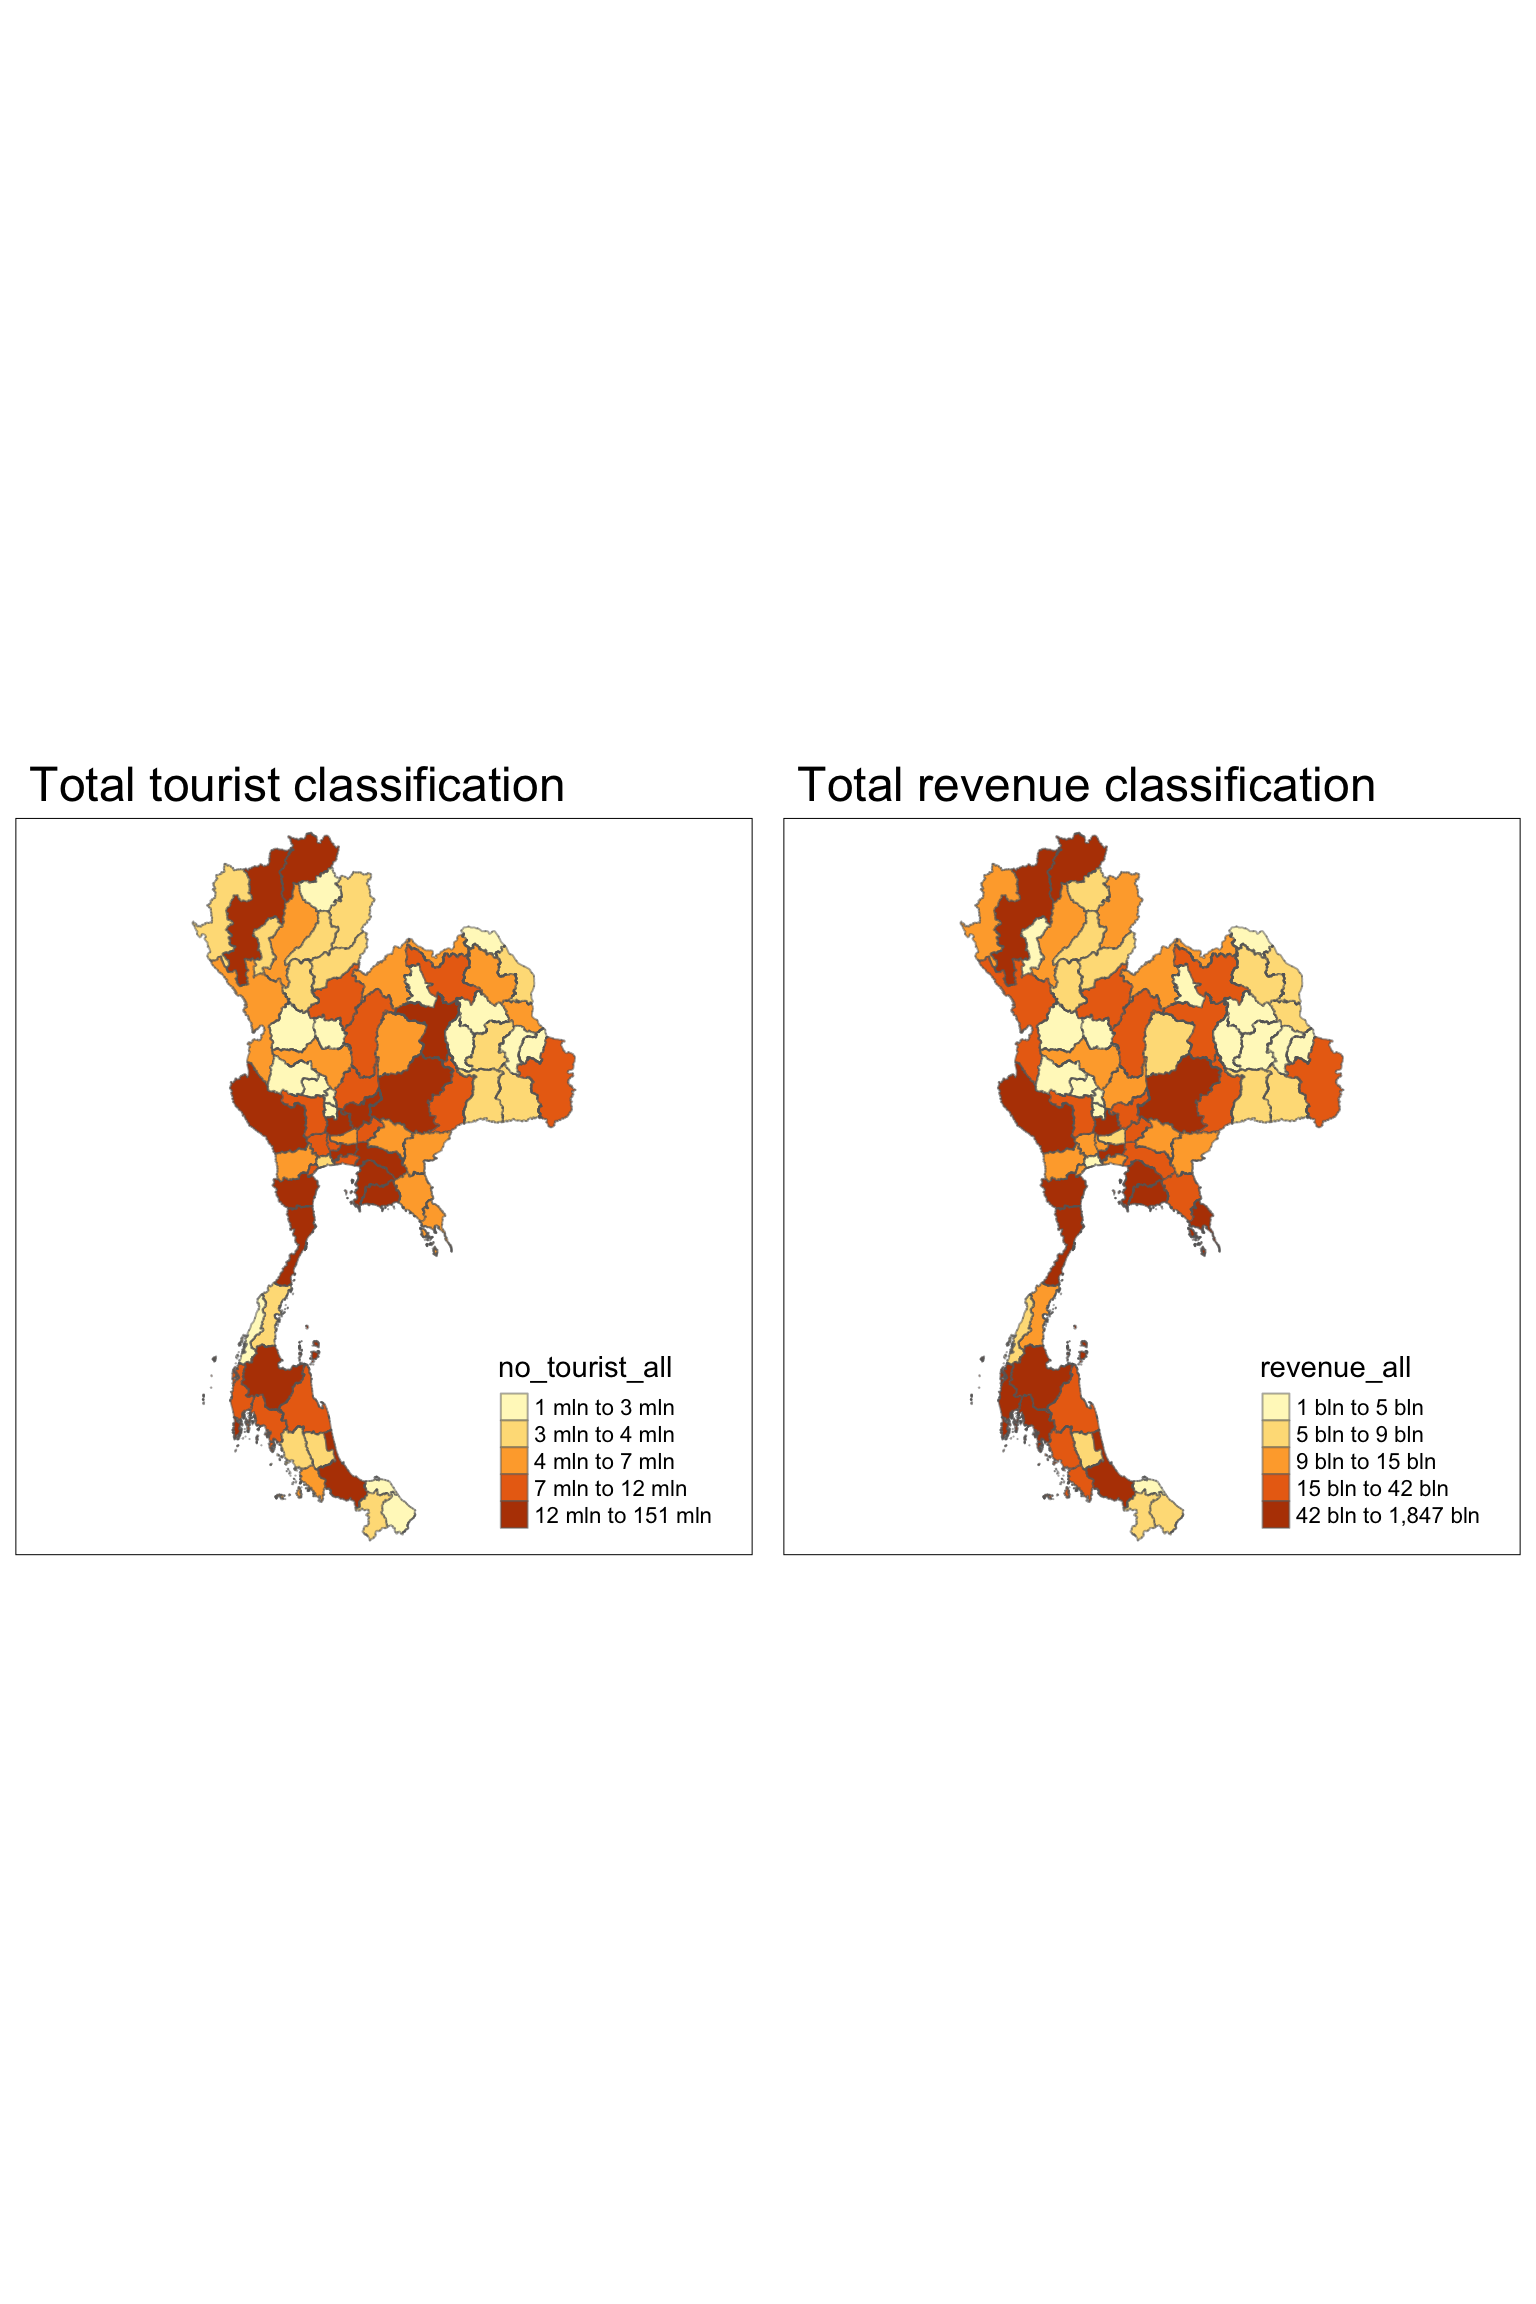 Total tourist classification
no_tourist_all
1 mln to 3 mln
3 mln to 4 mln
4 mln to 7 mln
7 mln to 12 mln
12 mln to 151 mln
Total revenue classification
revenue_all
1 bln to 5 bln
5 bln to 9 bln
9 bln to 15 bln
15 bln to 42 bln
42 bln to 1,847 bln